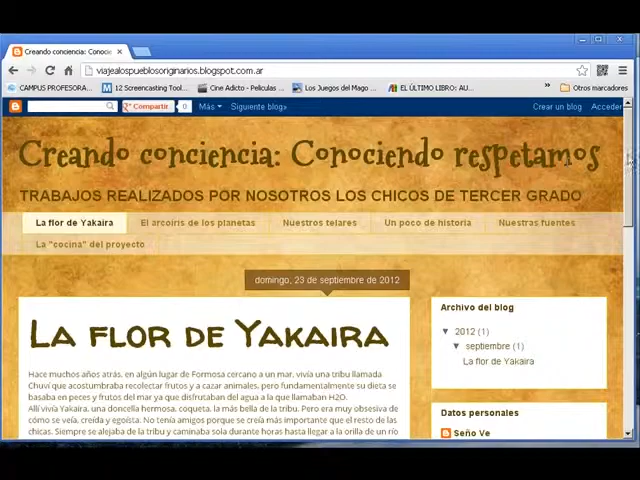 Creando conciencia: Conocie
viajealospueblosoriginarios.blogspot.com.ar
CAMPUS PROFESORA... 12 Screencasting Tool... Cine Adicto - Peliculas ... Los Juegos del Mago ... EL ÚLTIMO LIBRO: AU... » Otros marcadores
Compartir 0 Más Siguiente blog» Crear un blog Acceder
Creando conciencia: Conociendo respetamos
TRABAJOS REALIZADOS POR NOSOTROS LOS CHICOS DE TERCER GRADO
La flor de Yakaira El arcoiris de los planetas Nuestros telares Un poco de historia Nuestras fuentes
La "cocina" del proyecto
domingo, 23 de septiembre de 2012
La flor de Yakaira
Hace muchos años atrás, en algún lugar de Formosa cercano a un mar, vivía una tribu llamada
Chuvi que acostumbraba recolectar frutos y a cazar animales, pero fundamentalmente su dieta se
basaba en peces y frutos del mar ya que disfrutaban del agua a la que llamaban H2O.
Allí vivía Yakaira, una doncella hermosa, coqueta, la más bella de la tribu. Pero era muy obsesiva de
cómo se veía, creída y egoísta. No tenía amigos porque se creía más importante que el resto de las
chicas. Siempre se alejaba de la tribu y caminaba sola durante horas hasta llegar a la orilla de un río
Archivo del blog
▼ 2012 (1)
▼ septiembre (1)
La flor de Yakaira
Datos personales
Seño Ve